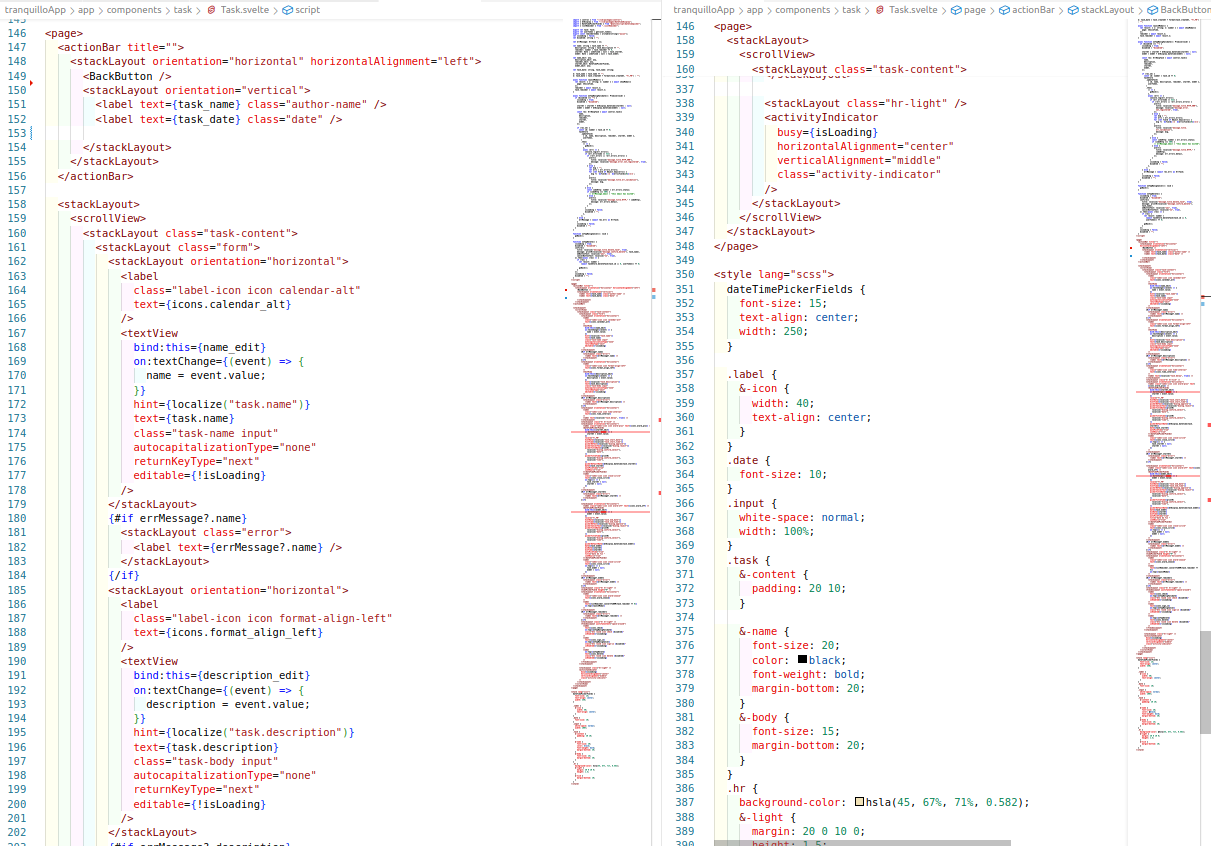 tranquilloApp > app > components > task > Task.svelte > script
145
146 <page>
147 <actionBar title="">
148 <stackLayout orientation="horizontal" horizontalAlignment="left">
149 <BackButton />
150 <stackLayout orientation="vertical">
151 <label text={task_name} class="author-name" />
152 <label text={task_date} class="date" />
153
154 </stackLayout>
155 </stackLayout>
156 </actionBar>
157
158 <stackLayout>
159 <scrollView>
160 <stackLayout class="task-content">
161 <stackLayout class="form">
162 <stackLayout orientation="horizontal">
163 <label
164 class="label-icon icon calendar-alt"
165 text={icons.calendar_alt}
166 />
167 <textView
168 bind:this={name_edit}
169 on:textChange={(event) => {
170 name = event.value;
171 }}
172 hint={localize("task.name")}
173 text={task.name}
174 class="task-name input"
175 autocapitalizationType="none"
176 returnKeyType="next"
177 editable={!isLoading}
178 />
179 </stackLayout>
180 {#if errMessage?.name}
181 <stackLayout class="error">
182 <label text={errMessage?.name} />
183 </stackLayout>
184 {/if}
185 <stackLayout orientation="horizontal">
186 <label
187 class="label-icon icon format-align-left"
188 text={icons.format_align_left}
189 />
190 <textView
191 bind:this={description_edit}
192 on:textChange={(event) => {
193 description = event.value;
194 }}
195 hint={localize("task.description")}
196 text={task.description}
197 class="task-body input"
198 autocapitalizationType="none"
199 returnKeyType="next"
200 editable={!isLoading}
201 />
202 </stackLayout>
203 {#if errMessage?.description}
tranquilloApp > app > components > task > Task.svelte > page > actionBar > stackLayout > BackButton
146 <page>
158 <stackLayout>
159 <scrollView>
160 <stackLayout class="task-content">
337
338 <stackLayout class="hr-light" />
339 <activityIndicator
340 busy={isLoading}
341 horizontalAlignment="center"
342 verticalAlignment="middle"
343 class="activity-indicator"
344 />
345 </stackLayout>
346 </scrollView>
347 </stackLayout>
348 </page>
349
350 <style lang="scss">
351 dateTimePickerFields {
352 font-size: 15;
353 text-align: center;
354 width: 250;
355 }
356
357 .label {
358 &-icon {
359 width: 40;
360 text-align: center;
361 }
362 }
363 .date {
364 font-size: 10;
365 }
366 .input {
367 white-space: normal;
368 width: 100%;
369 }
370 .task {
371 &-content {
372 padding: 20 10;
373 }
374
375 &-name {
376 font-size: 20;
377 color: black;
378 font-weight: bold;
379 margin-bottom: 20;
380 }
381 &-body {
382 font-size: 15;
383 margin-bottom: 20;
384 }
385 }
386 .hr {
387 background-color: hsla(45, 67%, 71%, 0.582);
388 &-light {
389 margin: 20 0 10 0;
390 height: 1.5;